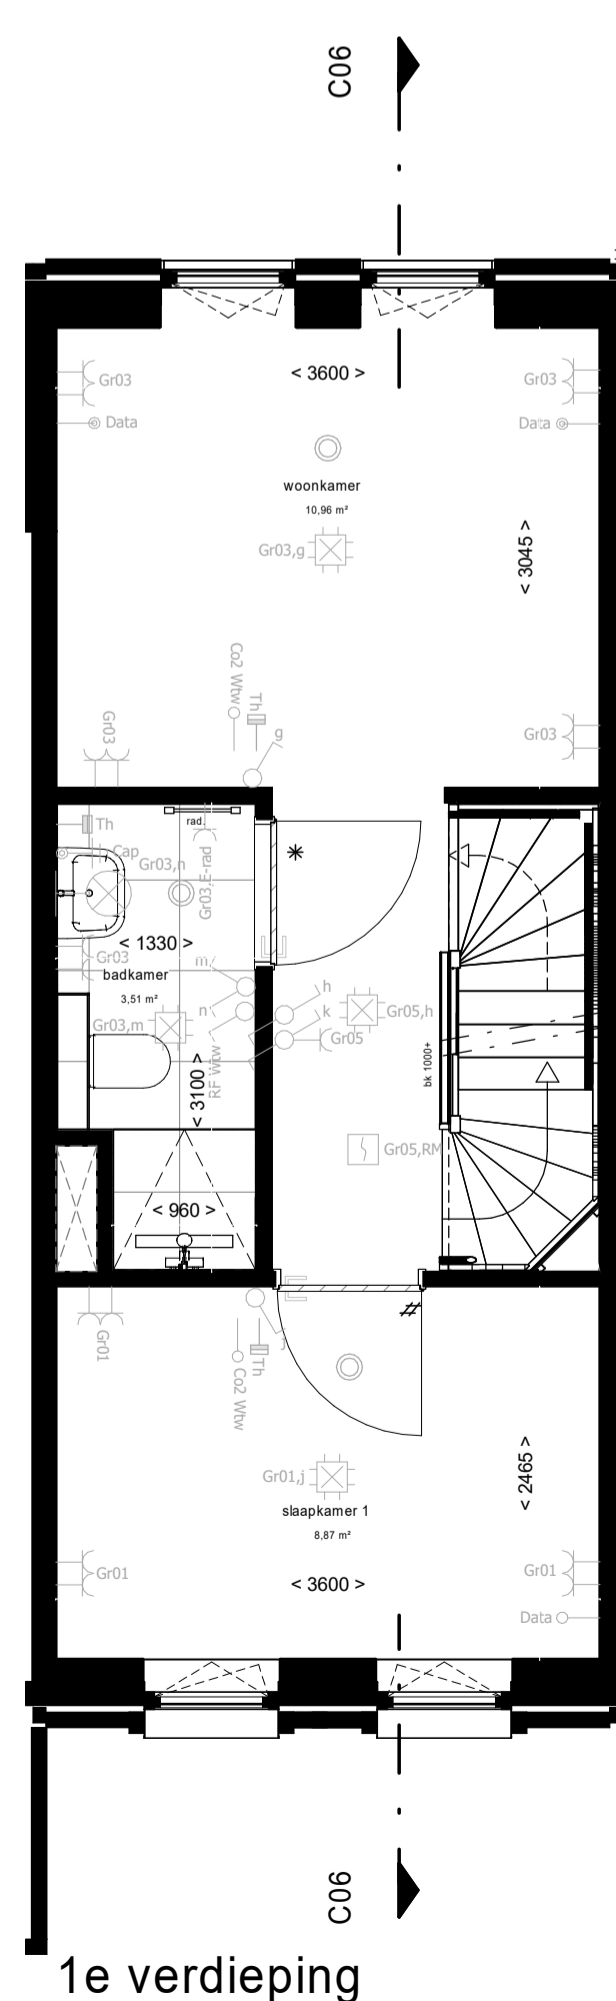 C06
< 3600 >
Gr03
Gr03
Data
Data
woonkamer
10,96 m²
Gr03,g
< 3045 >
Co2 Wtw
Th
g
Gr03
Gr03
rad.
Th
Cap
Gr03,n
Gr03,E-rad
< 1330 >
Gr03
badkamer
3,51 m²
m
h
n
k
Gr03,m
Gr05,h
Gr05
RF Wtw
< 3100 >
bk 1000+
Gr05,RM
< 960 >
Gr01
j
Th
Co2 Wtw
Gr01,j
< 2465 >
slaapkamer 1
8,87 m²
Gr01
Gr01
< 3600 >
Data
C06
1e verdieping